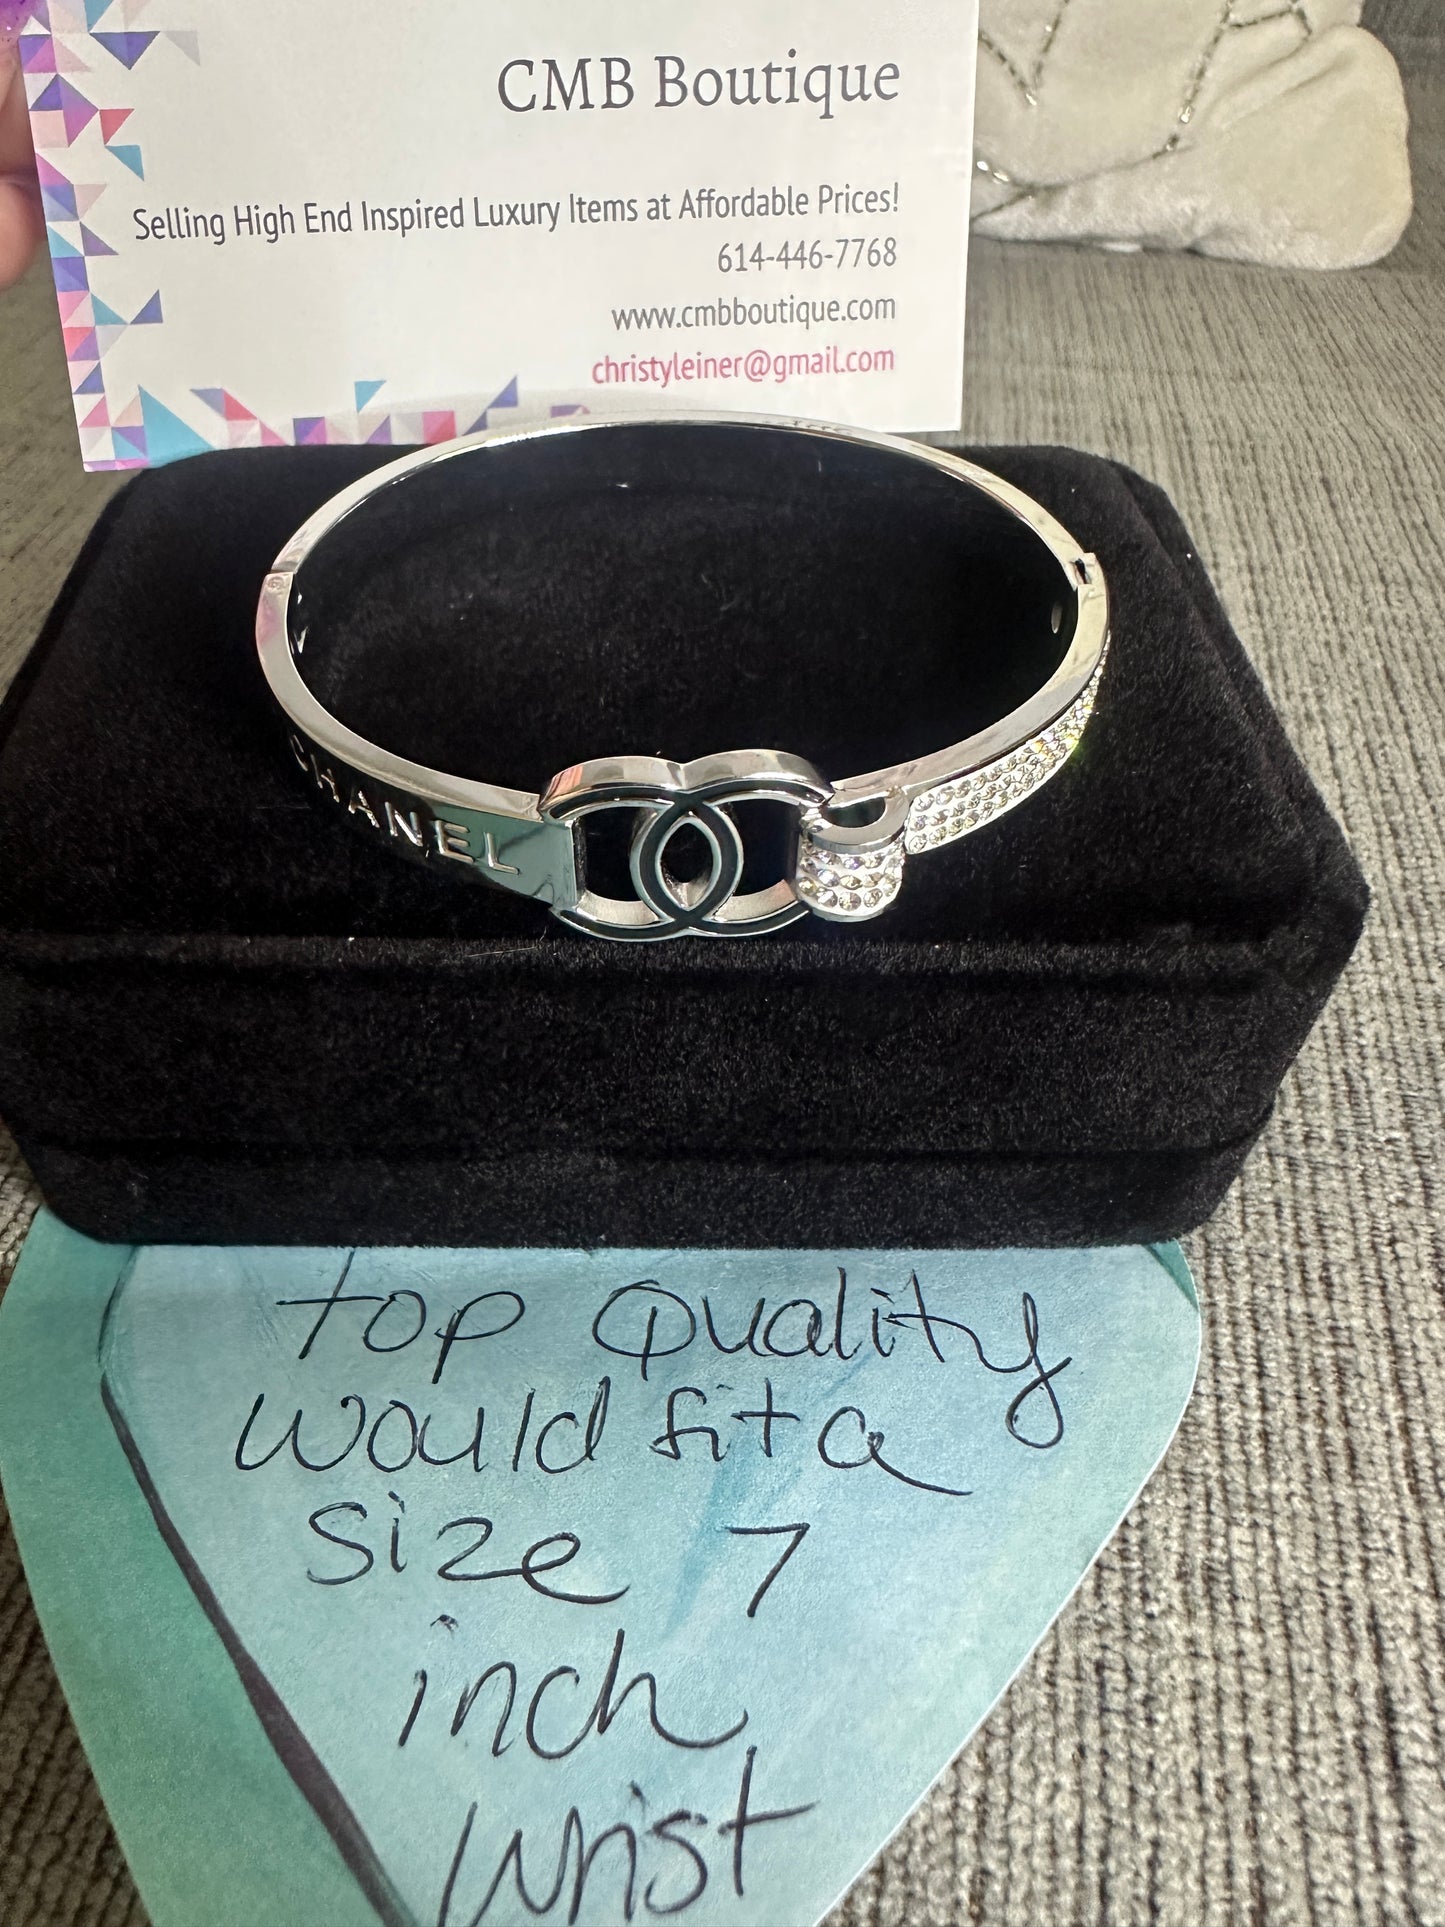 CMB Boutique
Selling High End Inspired Luxury Items at Affordable Prices!
614-446-7768
www.cmbboutique.com
christyleiner@gmail.com
CHANEL
top Quality
would fit a
size 7
inch
wrist